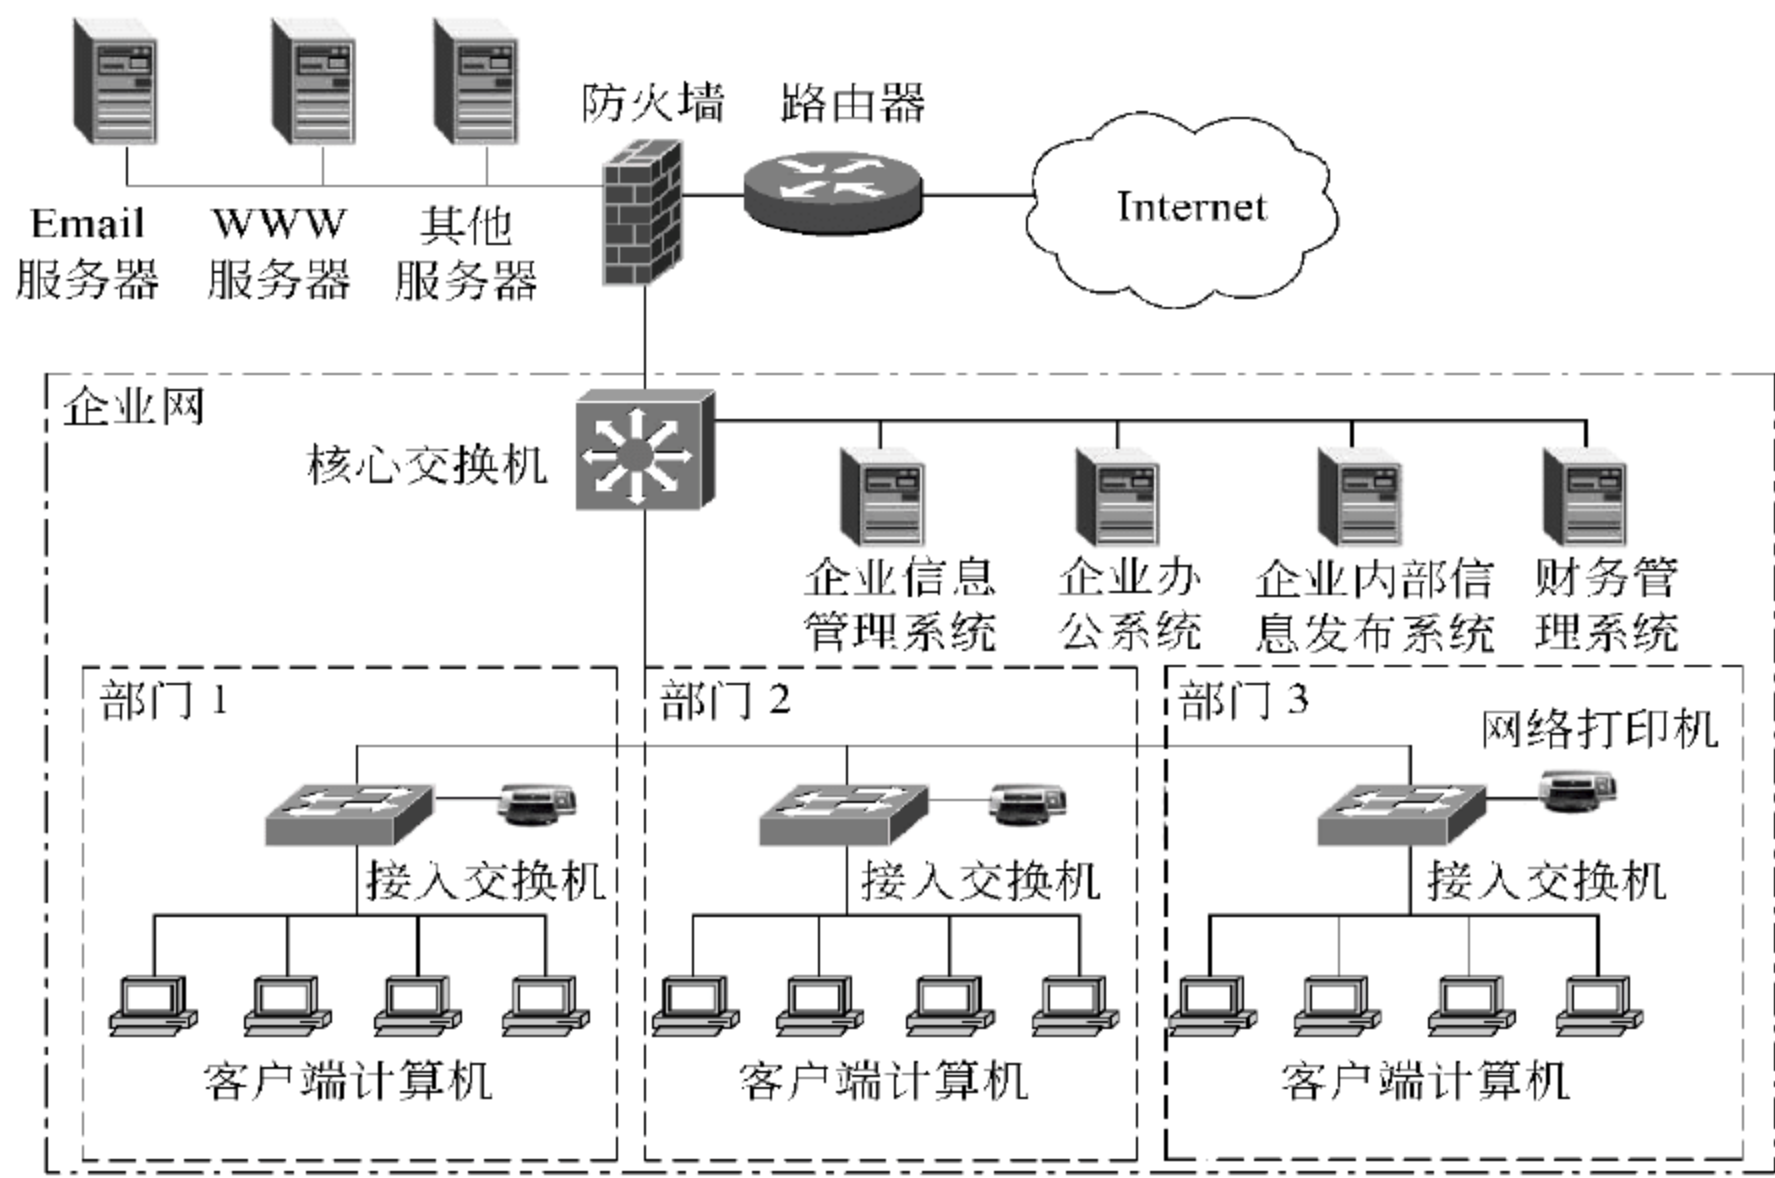 防火墙
路由器
Internet
Email
服务器
WWW
服务器
其他
服务器
企业网
核心交换机
企业信息
管理系统
企业办
公系统
企业内部信
息发布系统
财务管
理系统
部门 1
部门 2
部门 3
网络打印机
接入交换机
接入交换机
接入交换机
客户端计算机
客户端计算机
客户端计算机